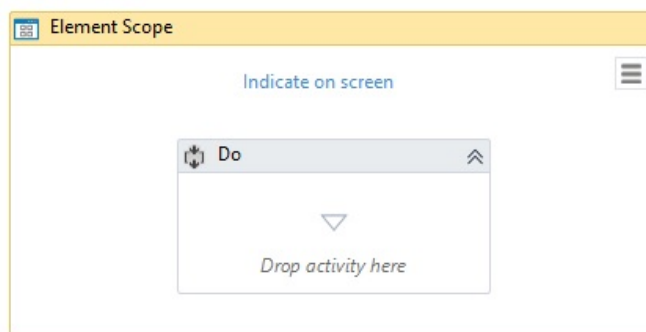 Element Scope
Indicate on screen
Do
Drop activity here